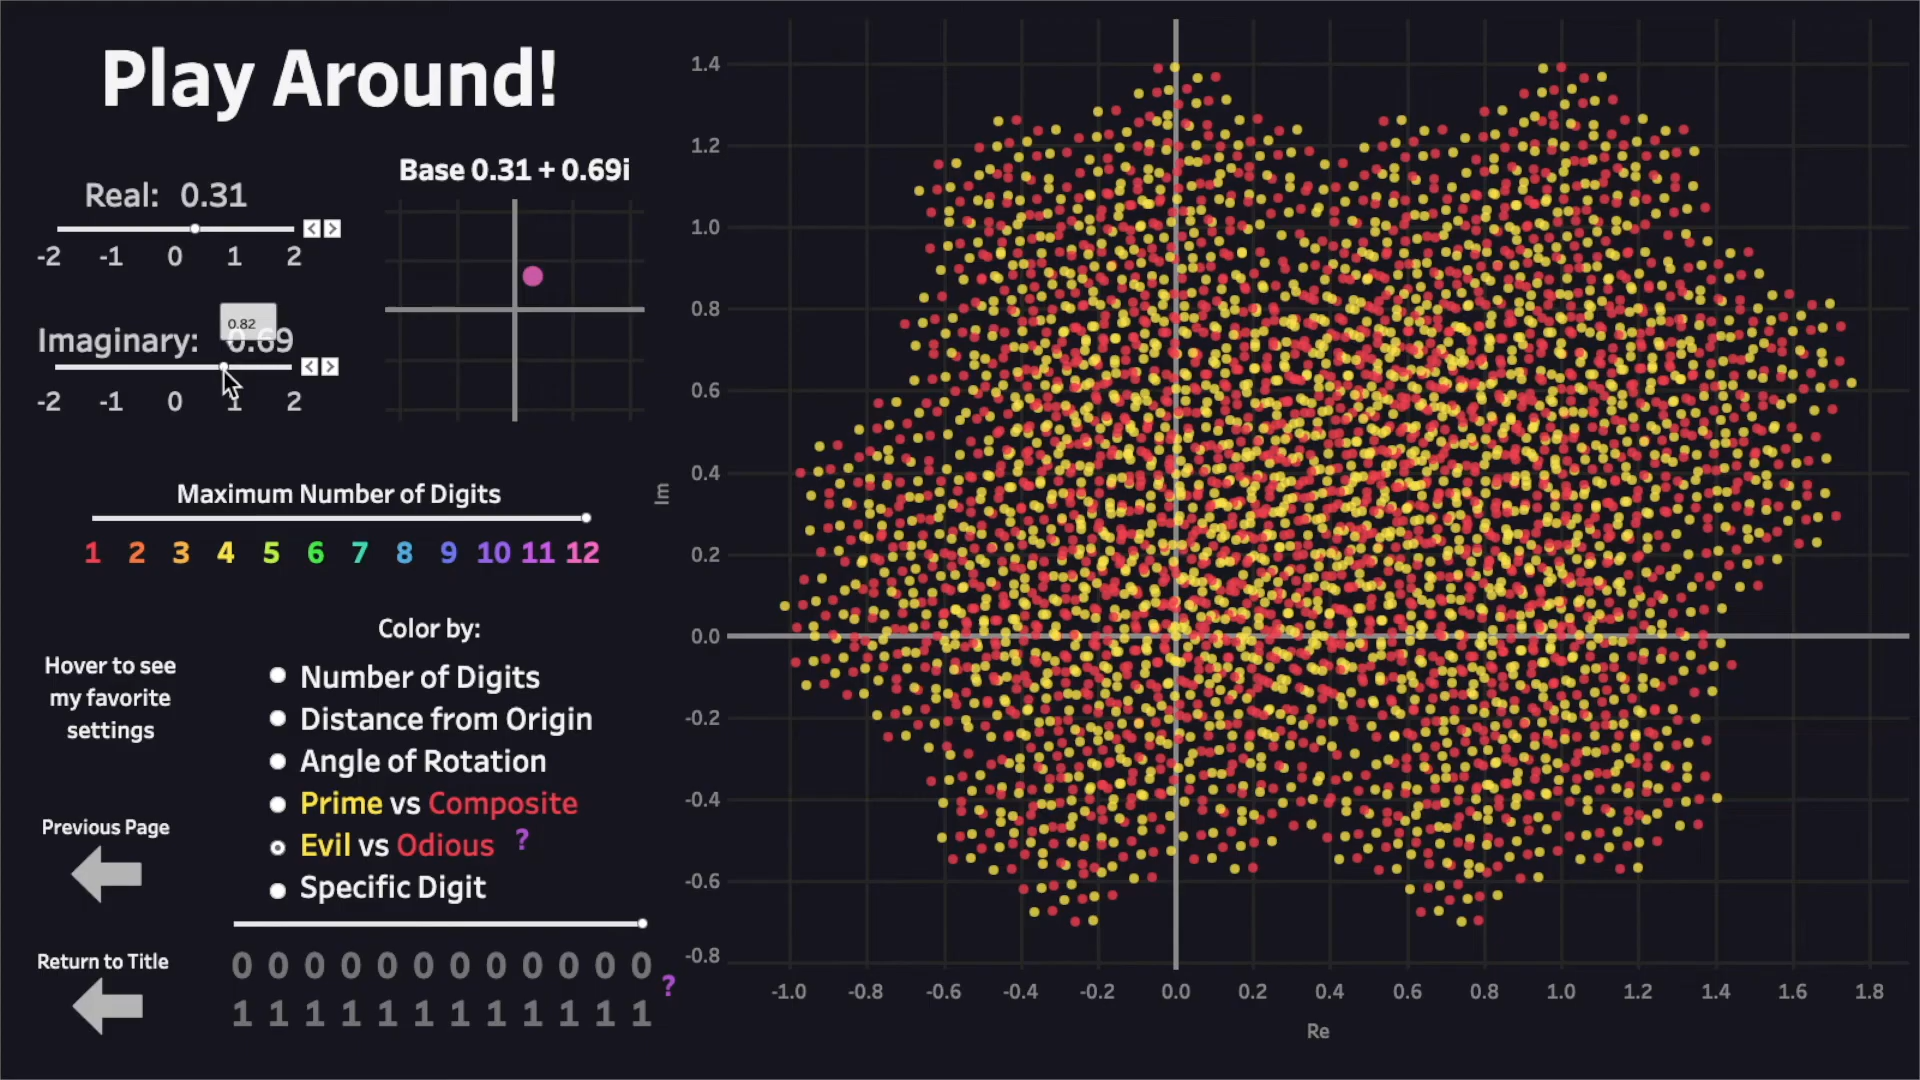 Play Around!
Real: 0.31
-2 -1 0 1 2
Base 0.31 + 0.69i
0.82
Imaginary: 0.69
-2 -1 0 1 2
Maximum Number of Digits
1 2 3 4 5 6 7 8 9 10 11 12
Color by:
Number of Digits
Distance from Origin
Angle of Rotation
Prime vs Composite
Evil vs Odious ?
Specific Digit
0 0 0 0 0 0 0 0 0 0 0 0
?
1 1 1 1 1 1 1 1 1 1 1 1
Hover to see
my favorite
settings
Previous Page
Return to Title
Im
1.4
1.2
1.0
0.8
0.6
0.4
0.2
0.0
-0.2
-0.4
-0.6
-0.8
-1.0 -0.8 -0.6 -0.4 -0.2 0.0 0.2 0.4 0.6 0.8 1.0 1.2 1.4 1.6 1.8
Re